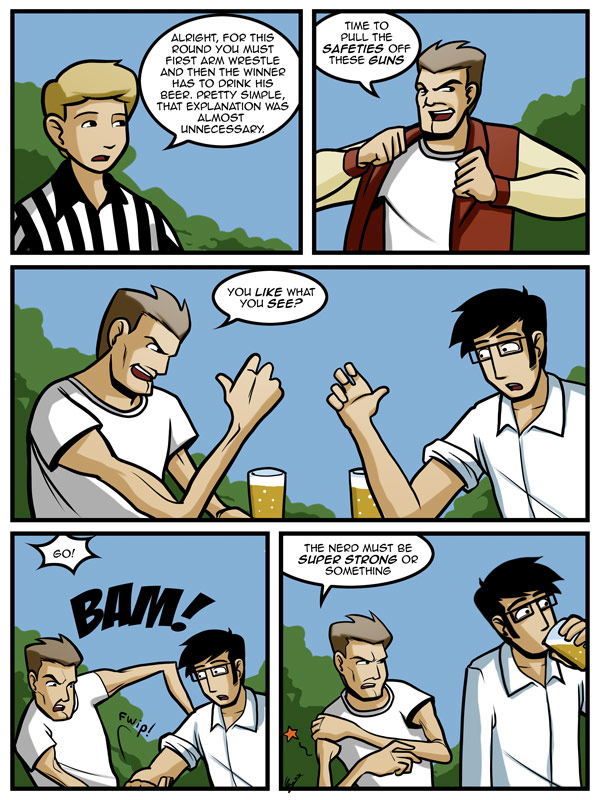 ALRIGHT, FOR THIS
ROUND YOU MUST
FIRST ARM WRESTLE
AND THEN THE WINNER
HAS TO DRINK HIS
BEER. PRETTY SIMPLE,
THAT EXPLANATION WAS
ALMOST
UNNECESSARY.
TIME TO
PULL THE
SAFETIES OFF
THESE GUNS
YOU LIKE WHAT
YOU SEE?
GO!
BAM!
FWIP!
THE NERD MUST BE
SUPER STRONG OR
SOMETHING